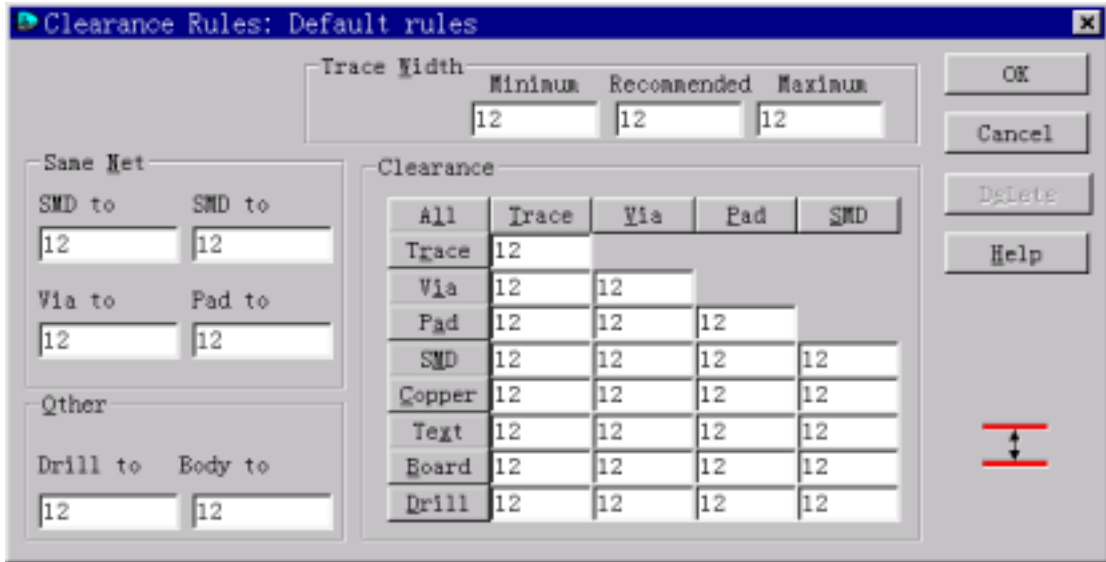 Clearance Rules: Default rules
Trace Width
Minimum Recommended Maximum
12 12 12
OK
Cancel
Delete
Help
Same Net
SMD to SMD to
12 12
Via to Pad to
12 12
Other
Drill to Body to
12 12
Clearance
All Trace Via Pad SMD
Trace 12
Via 12 12
Pad 12 12 12
SMD 12 12 12 12
Copper 12 12 12 12
Text 12 12 12 12
Board 12 12 12 12
Drill 12 12 12 12